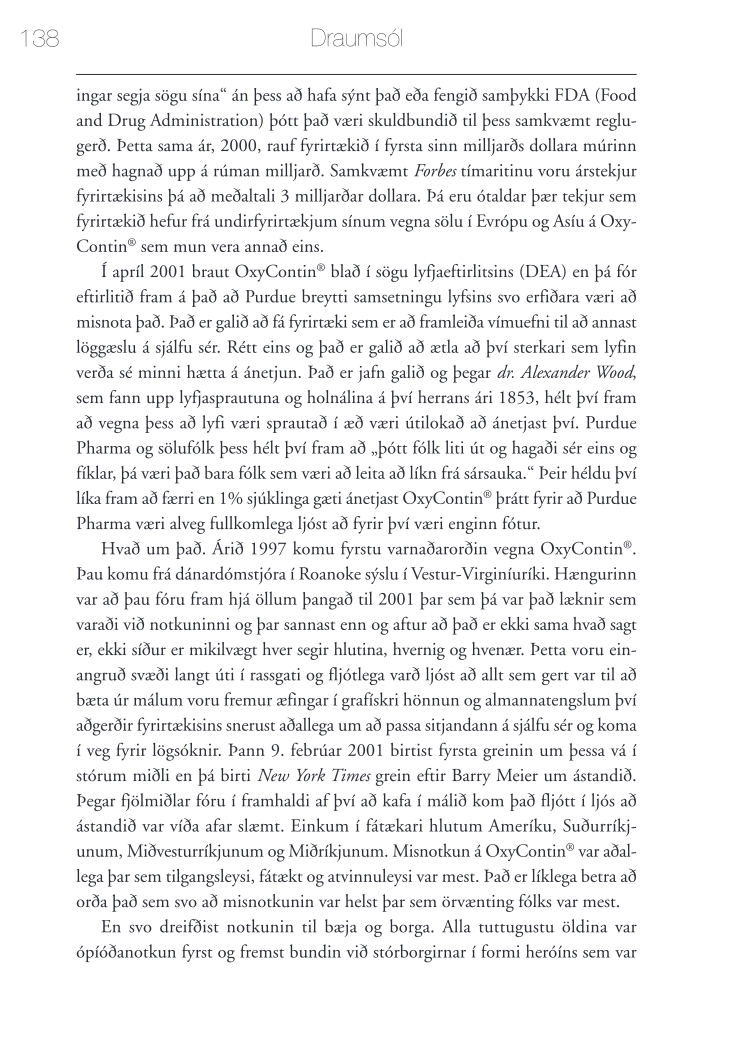 138
Draumsól
ingar segja sögu sína“ án þess að hafa sýnt það eða fengið samþykki FDA (Food
and Drug Administration) þótt það væri skuldbundið til þess samkvæmt reglu-
gerð. Þetta sama ár, 2000, rauf fyrirtækið í fyrsta sinn milljarðs dollara múrinn
með hagnað upp á rúman milljarð. Samkvæmt Forbes tímaritinu voru árstekjur
fyrirtækisins þá að meðaltali 3 milljarðar dollara. Þá eru ótaldar þær tekjur sem
fyrirtækið hefur frá undirfyrirtækjum sínum vegna sölu í Evrópu og Asíu á Oxy-
Contin® sem mun vera annað eins.
Í apríl 2001 braut OxyContin® blað í sögu lyfjaeftirlitsins (DEA) en þá fór
eftirlitið fram á það að Purdue breytti samsetningu lyfsins svo erfiðara væri að
misnota það. Það er galið að fá fyrirtæki sem er að framleiða vímuefni til að annast
löggæslu á sjálfu sér. Rétt eins og það er galið að ætla að því sterkari sem lyfin
verða sé minni hætta á ánetjun. Það er jafn galið og þegar dr. Alexander Wood,
sem fann upp lyfjasprautuna og holnálina á því herrans ári 1853, hélt því fram
að vegna þess að lyfi væri sprautað í æð væri útilokað að ánetjast því. Purdue
Pharma og sölufólk þess hélt því fram að „þótt fólk liti út og hagaði sér eins og
fíklar, þá væri það bara fólk sem væri að leita að líkn frá sársauka.“ Þeir héldu því
líka fram að færri en 1% sjúklinga gæti ánetjast OxyContin® þrátt fyrir að Purdue
Pharma væri alveg fullkomlega ljóst að fyrir því væri enginn fótur.
Hvað um það. Árið 1997 komu fyrstu varnaðarorðin vegna OxyContin®.
Þau komu frá dánardómstjóra í Roanoke sýslu í Vestur-Virginíuríki. Hængurinn
var að þau fóru fram hjá öllum þangað til 2001 þar sem þá var það læknir sem
varaði við notkuninni og þar sannast enn og aftur að það er ekki sama hvað sagt
er, ekki síður er mikilvægt hver segir hlutina, hvernig og hvenær. Þetta voru ein-
angruð svæði langt úti í rassgati og fljótlega varð ljóst að allt sem gert var til að
bæta úr málum voru fremur æfingar í grafískri hönnun og almannatengslum því
aðgerðir fyrirtækisins snerust aðallega um að passa sitjandann á sjálfu sér og koma
í veg fyrir lögsóknir. Þann 9. febrúar 2001 birtist fyrsta greinin um þessa vá í
stórum miðli en þá birti New York Times grein eftir Barry Meier um ástandið.
Þegar fjölmiðlar fóru í framhaldi af því að kafa í málið kom það fljótt í ljós að
ástandið var víða afar slæmt. Einkum í fátækari hlutum Ameríku, Suðurríkj-
unum, Miðvesturríkjunum og Miðríkjunum. Misnotkun á OxyContin® var aðal-
lega þar sem tilgangsleysi, fátækt og atvinnuleysi var mest. Það er líklega betra að
orða það sem svo að misnotkunin var helst þar sem örvænting fólks var mest.
En svo dreifðist notkunin til bæja og borga. Alla tuttugustu öldina var
ópíóðanotkun fyrst og fremst bundin við stórborgirnar í formi heróíns sem var